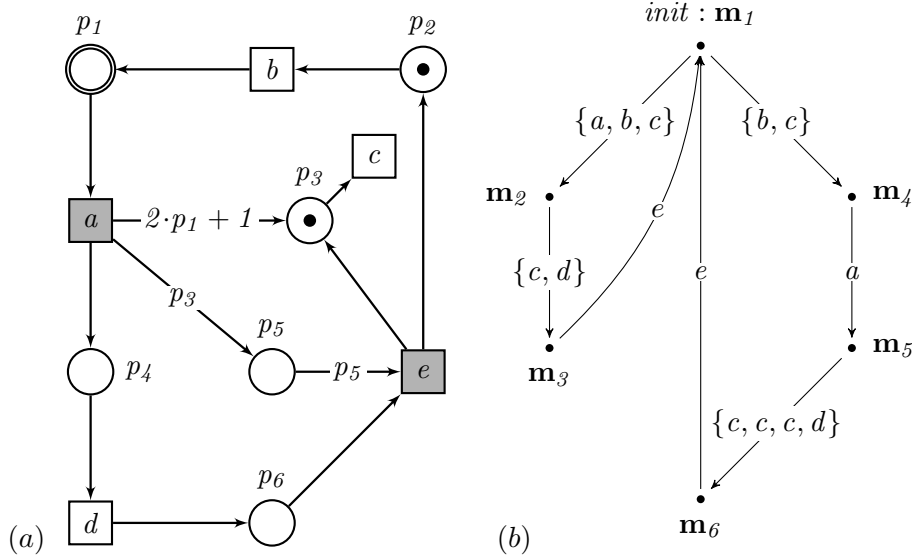 init : m1
p1
p2
b
{a, b, c}
{b, c}
c
p3
m2
m4
a
2·p1 + 1
e
{c, d}
e
a
p3
p5
p4
p5
e
m3
m5
{c, c, c, d}
p6
d
(a)
(b)
m6